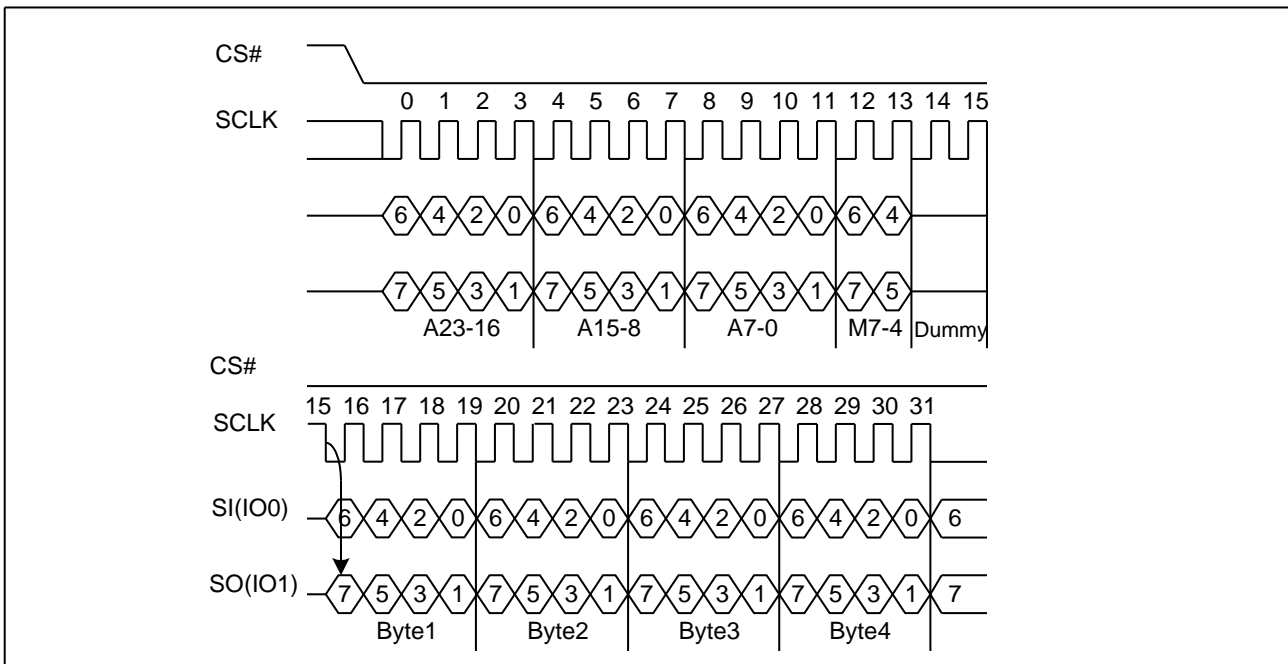 CS#
0 1 2 3 4 5 6 7 8 9 10 11 12 13 14 15
SCLK
6 4 2 0 6 4 2 0 6 4 2 0 6 4
7 5 3 1 7 5 3 1 7 5 3 1 7 5
A23-16 A15-8 A7-0 M7-4 Dummy
CS#
15 16 17 18 19 20 21 22 23 24 25 26 27 28 29 30 31
SCLK
SI(IO0) 6 4 2 0 6 4 2 0 6 4 2 0 6 4 2 0 6
SO(IO1) 7 5 3 1 7 5 3 1 7 5 3 1 7 5 3 1 7
Byte1 Byte2 Byte3 Byte4